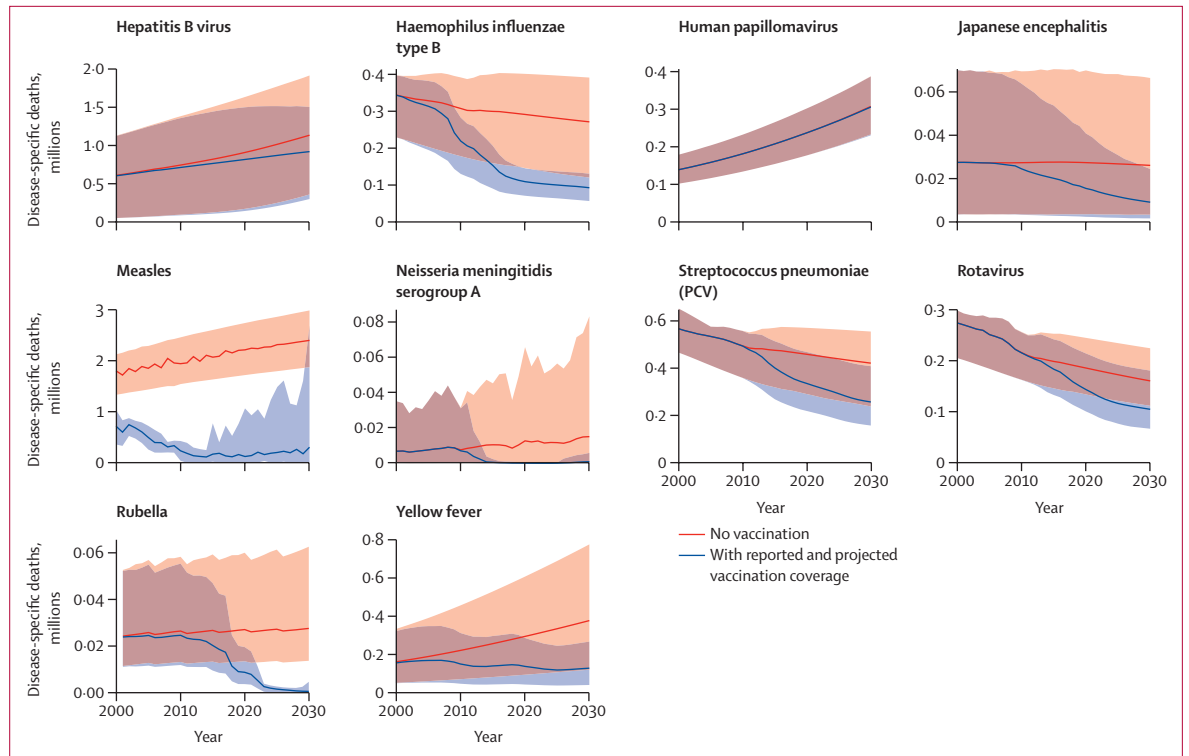 Hepatitis B virus
Haemophilus influenzae
type B
Human papillomavirus
Japanese encephalitis
Disease-specific deaths,
millions
2·0
1·5
1·0
0·5
0
0·4
0·3
0·2
0·1
0
0·4
0·3
0·2
0·1
0
0·06
0·04
0·02
0
Measles
Neisseria meningitidis
serogroup A
Streptococcus pneumoniae
(PCV)
Rotavirus
Disease-specific deaths,
millions
3
2
1
0
0·08
0·06
0·04
0·02
0
0·6
0·4
0·2
0
2000 2010 2020 2030
Year
0·3
0·2
0·1
0
2000 2010 2020 2030
Year
Rubella
Yellow fever
No vaccination
With reported and projected
vaccination coverage
Disease-specific deaths,
millions
0·06
0·04
0·02
0·00
2000 2010 2020 2030
Year
0·8
0·6
0·4
0·2
0
2000 2010 2020 2030
Year